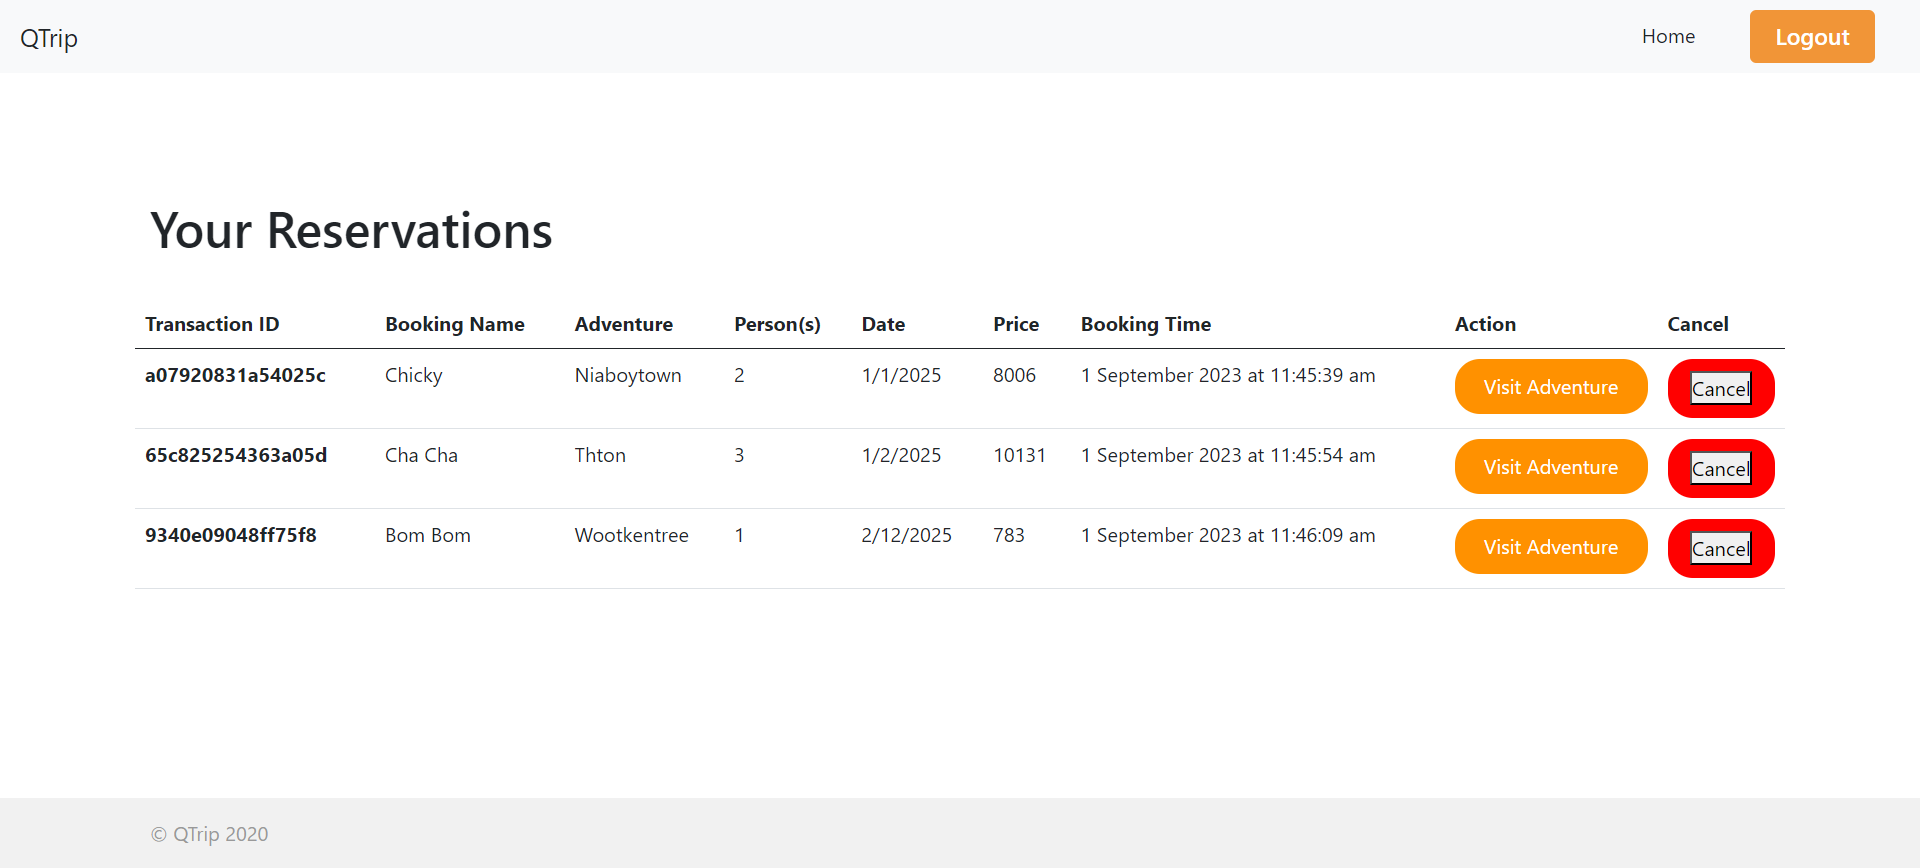 QTrip Home Logout
Your Reservations
Transaction ID Booking Name Adventure Person(s) Date Price Booking Time Action Cancel
a07920831a54025c Chicky Niaboytown 2 1/1/2025 8006 1 September 2023 at 11:45:39 am Visit Adventure Cancel
65c825254363a05d Cha Cha Thton 3 1/2/2025 10131 1 September 2023 at 11:45:54 am Visit Adventure Cancel
9340e09048ff75f8 Bom Bom Wootkentree 1 2/12/2025 783 1 September 2023 at 11:46:09 am Visit Adventure Cancel
© QTrip 2020